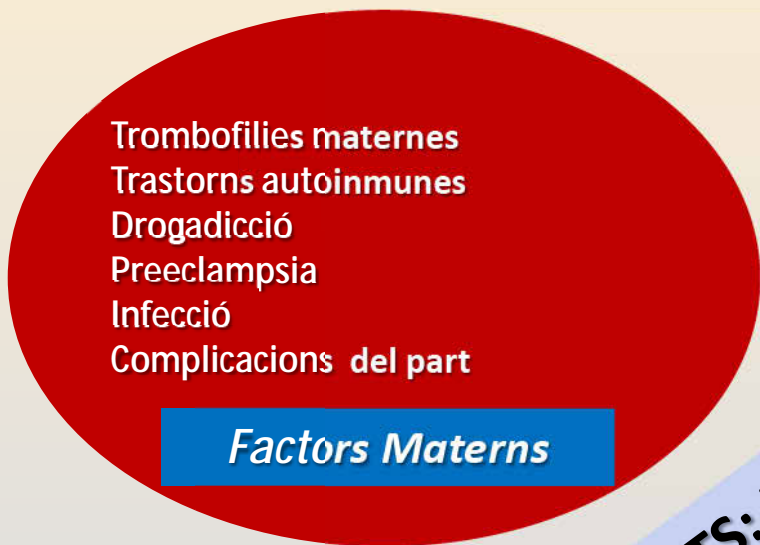 Trombofilies maternes
Trastorns autoinmunes
Drogadicció
Preeclampsia
Infecció
Complicacions del part
Factors Materns